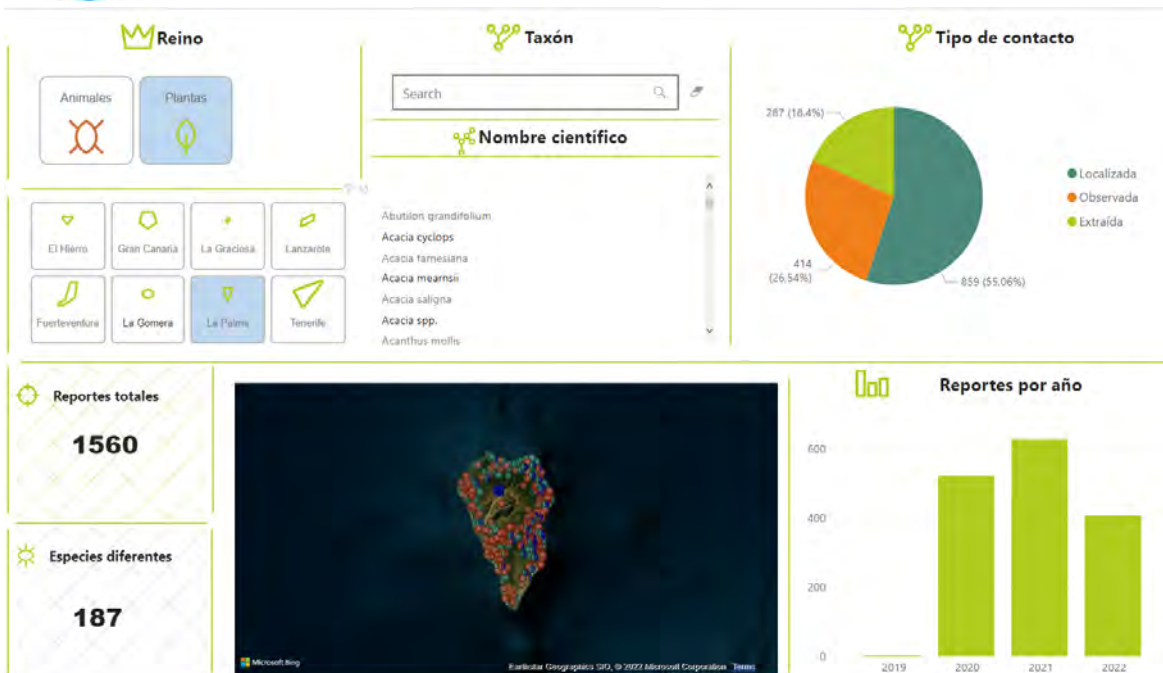 Reino
Animales
Plantas
Taxón
Search
Nombre científico
Abutilon grandifolium
Acacia cyclops
Acacia farnesiana
Acacia mearnsii
Acacia saligna
Acacia spp.
Acanthus mollis
Tipo de contacto
287 (18.4%)
414
(26.54%)
859 (55.06%)
Localizada
Observada
Extraída
El Hierro
Gran Canaria
La Graciosa
Lanzarote
Fuerteventura
La Gomera
La Palma
Tenerife
Reportes totales
1560
Especies diferentes
187
Microsoft Bing
Earthstar Geographics SIO, © 2022 Microsoft Corporation Terms
Reportes por año
600
400
200
0
2019
2020
2021
2022